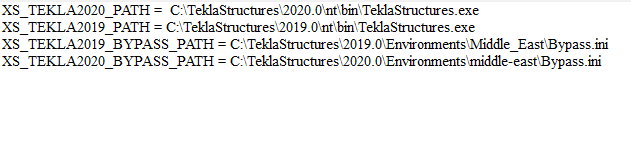 XS_TEKLA2020_PATH =  C:\TeklaStructures\2020.0\nt\bin\TeklaStructures.exe
XS_TEKLA2019_PATH = C:\TeklaStructures\2019.0\nt\bin\TeklaStructures.exe
XS_TEKLA2019_BYPASS_PATH = C:\TeklaStructures\2019.0\Environments\Middle_East\Bypass.ini
XS_TEKLA2020_BYPASS_PATH = C:\TeklaStructures\2020.0\Environments\middle-east\Bypass.ini